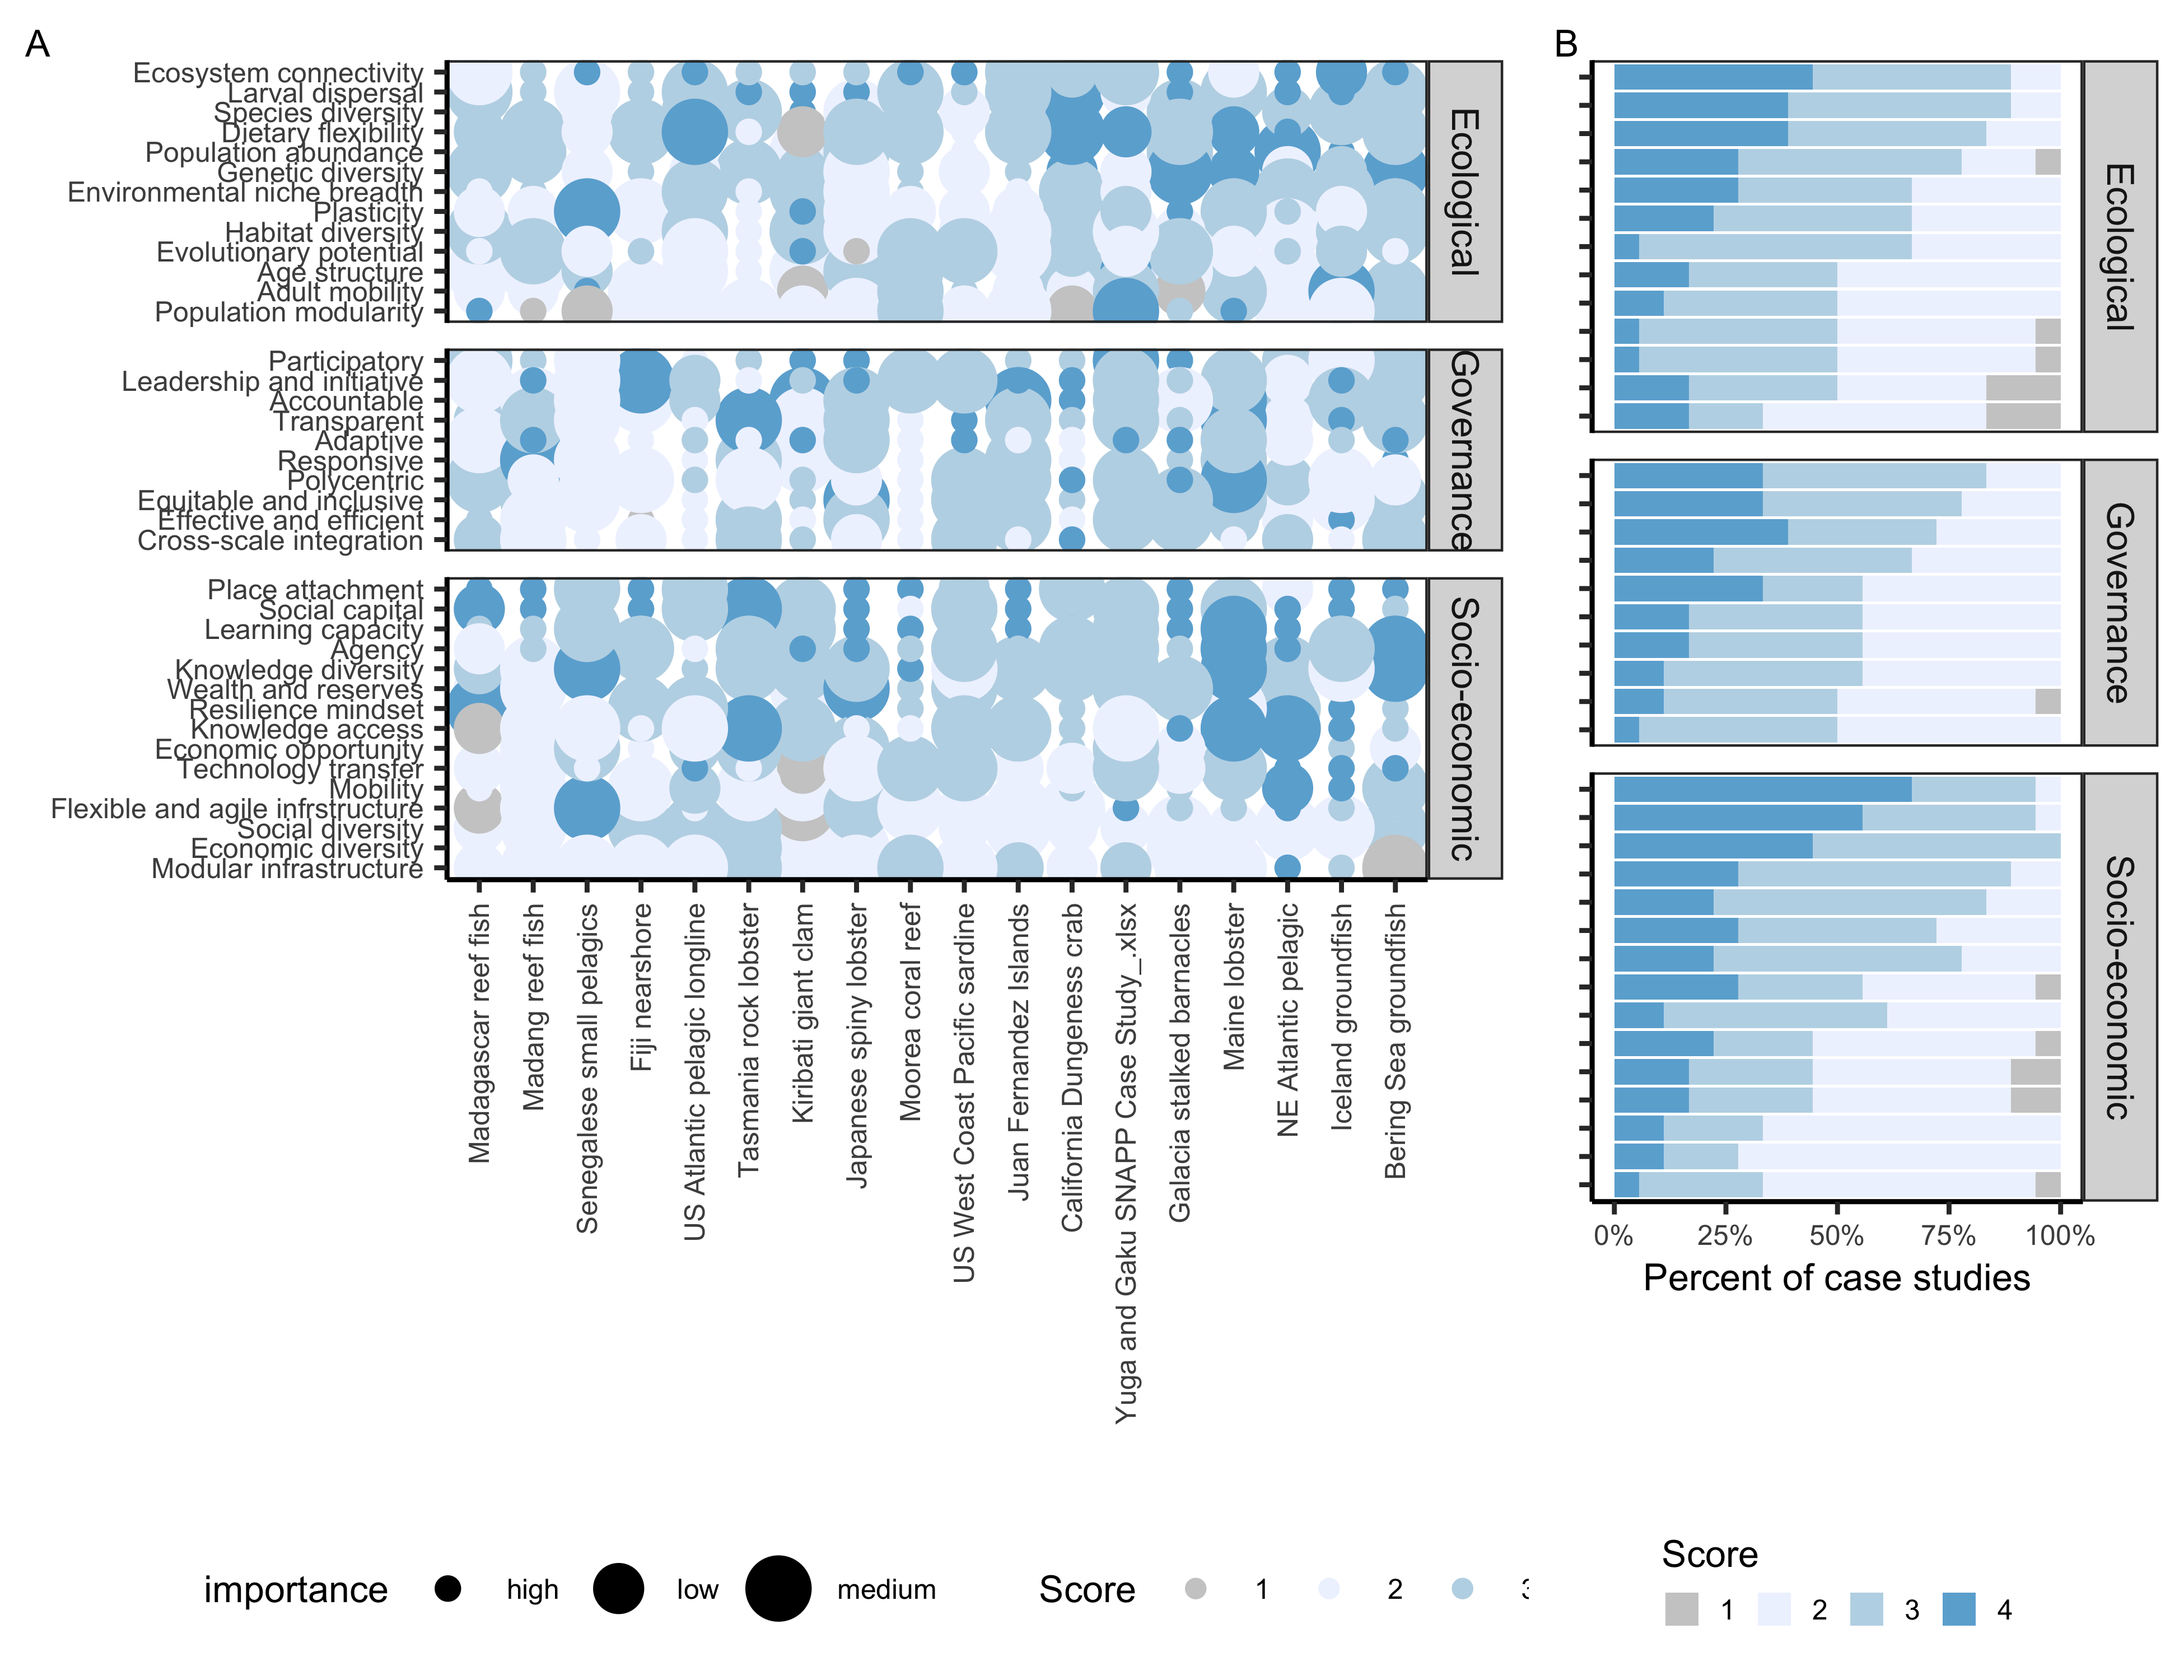 A
B
Ecosystem connectivity
Larval dispersal
Species diversity
Dietary flexibility
Population abundance
Genetic diversity
Environmental niche breadth
Plasticity
Habitat diversity
Evolutionary potential
Age structure
Adult mobility
Population modularity
Ecological
Participatory
Leadership and initiative
Accountable
Transparent
Adaptive
Responsive
Polycentric
Equitable and inclusive
Effective and efficient
Cross-scale integration
Governance
Place attachment
Social capital
Learning capacity
Agency
Knowledge diversity
Wealth and reserves
Resilience mindset
Knowledge access
Economic opportunity
Technology transfer
Mobility
Flexible and agile infrstructure
Social diversity
Economic diversity
Modular infrastructure
Socio-economic
Madagascar reef fish
Madang reef fish
Senegalese small pelagics
Fiji nearshore
US Atlantic pelagic longline
Tasmania rock lobster
Kiribati giant clam
Japanese spiny lobster
Moorea coral reef
US West Coast Pacific sardine
Juan Fernandez Islands
California Dungeness crab
Yuga and Gaku SNAPP Case Study_.xlsx
Galacia stalked barnacles
Maine lobster
NE Atlantic pelagic
Iceland groundfish
Bering Sea groundfish
importance high low medium
Score 1 2
Ecological
Governance
Socio-economic
0% 25% 50% 75% 100%
Percent of case studies
Score
1 2 3 4